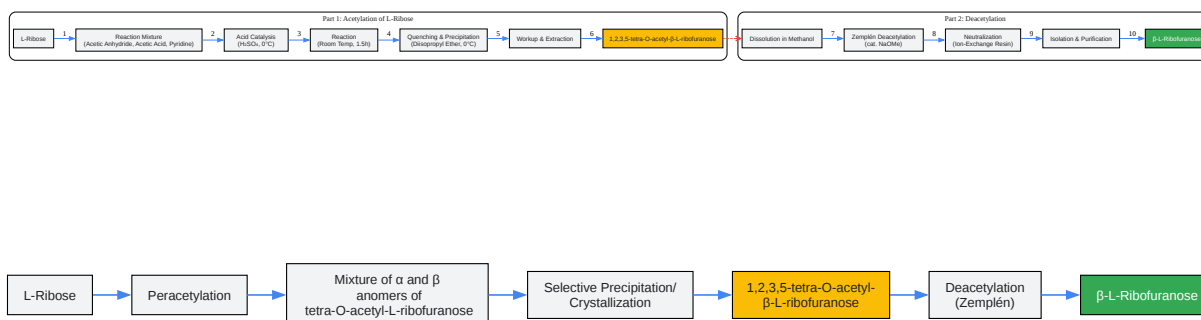 Part 1: Acetylation of L-Ribose
L-Ribose
1
Reaction Mixture
(Acetic Anhydride, Acetic Acid, Pyridine)
2
Acid Catalysis
(H₂SO₄, 0°C)
3
Reaction
(Room Temp, 1.5h)
4
Quenching & Precipitation
(Diisopropyl Ether, 0°C)
5
Workup & Extraction
6
1,2,3,5-tetra-O-acetyl-β-L-ribofuranose
Part 2: Deacetylation
Dissolution in Methanol
7
Zemplén Deacetylation
(cat. NaOMe)
8
Neutralization
(Ion-Exchange Resin)
9
Isolation & Purification
10
β-L-Ribofuranose
L-Ribose
Peracetylation
Mixture of α and β
anomers of
tetra-O-acetyl-L-ribofuranose
Selective Precipitation/
Crystallization
1,2,3,5-tetra-O-acetyl-
β-L-ribofuranose
Deacetylation
(Zemplén)
β-L-Ribofuranose